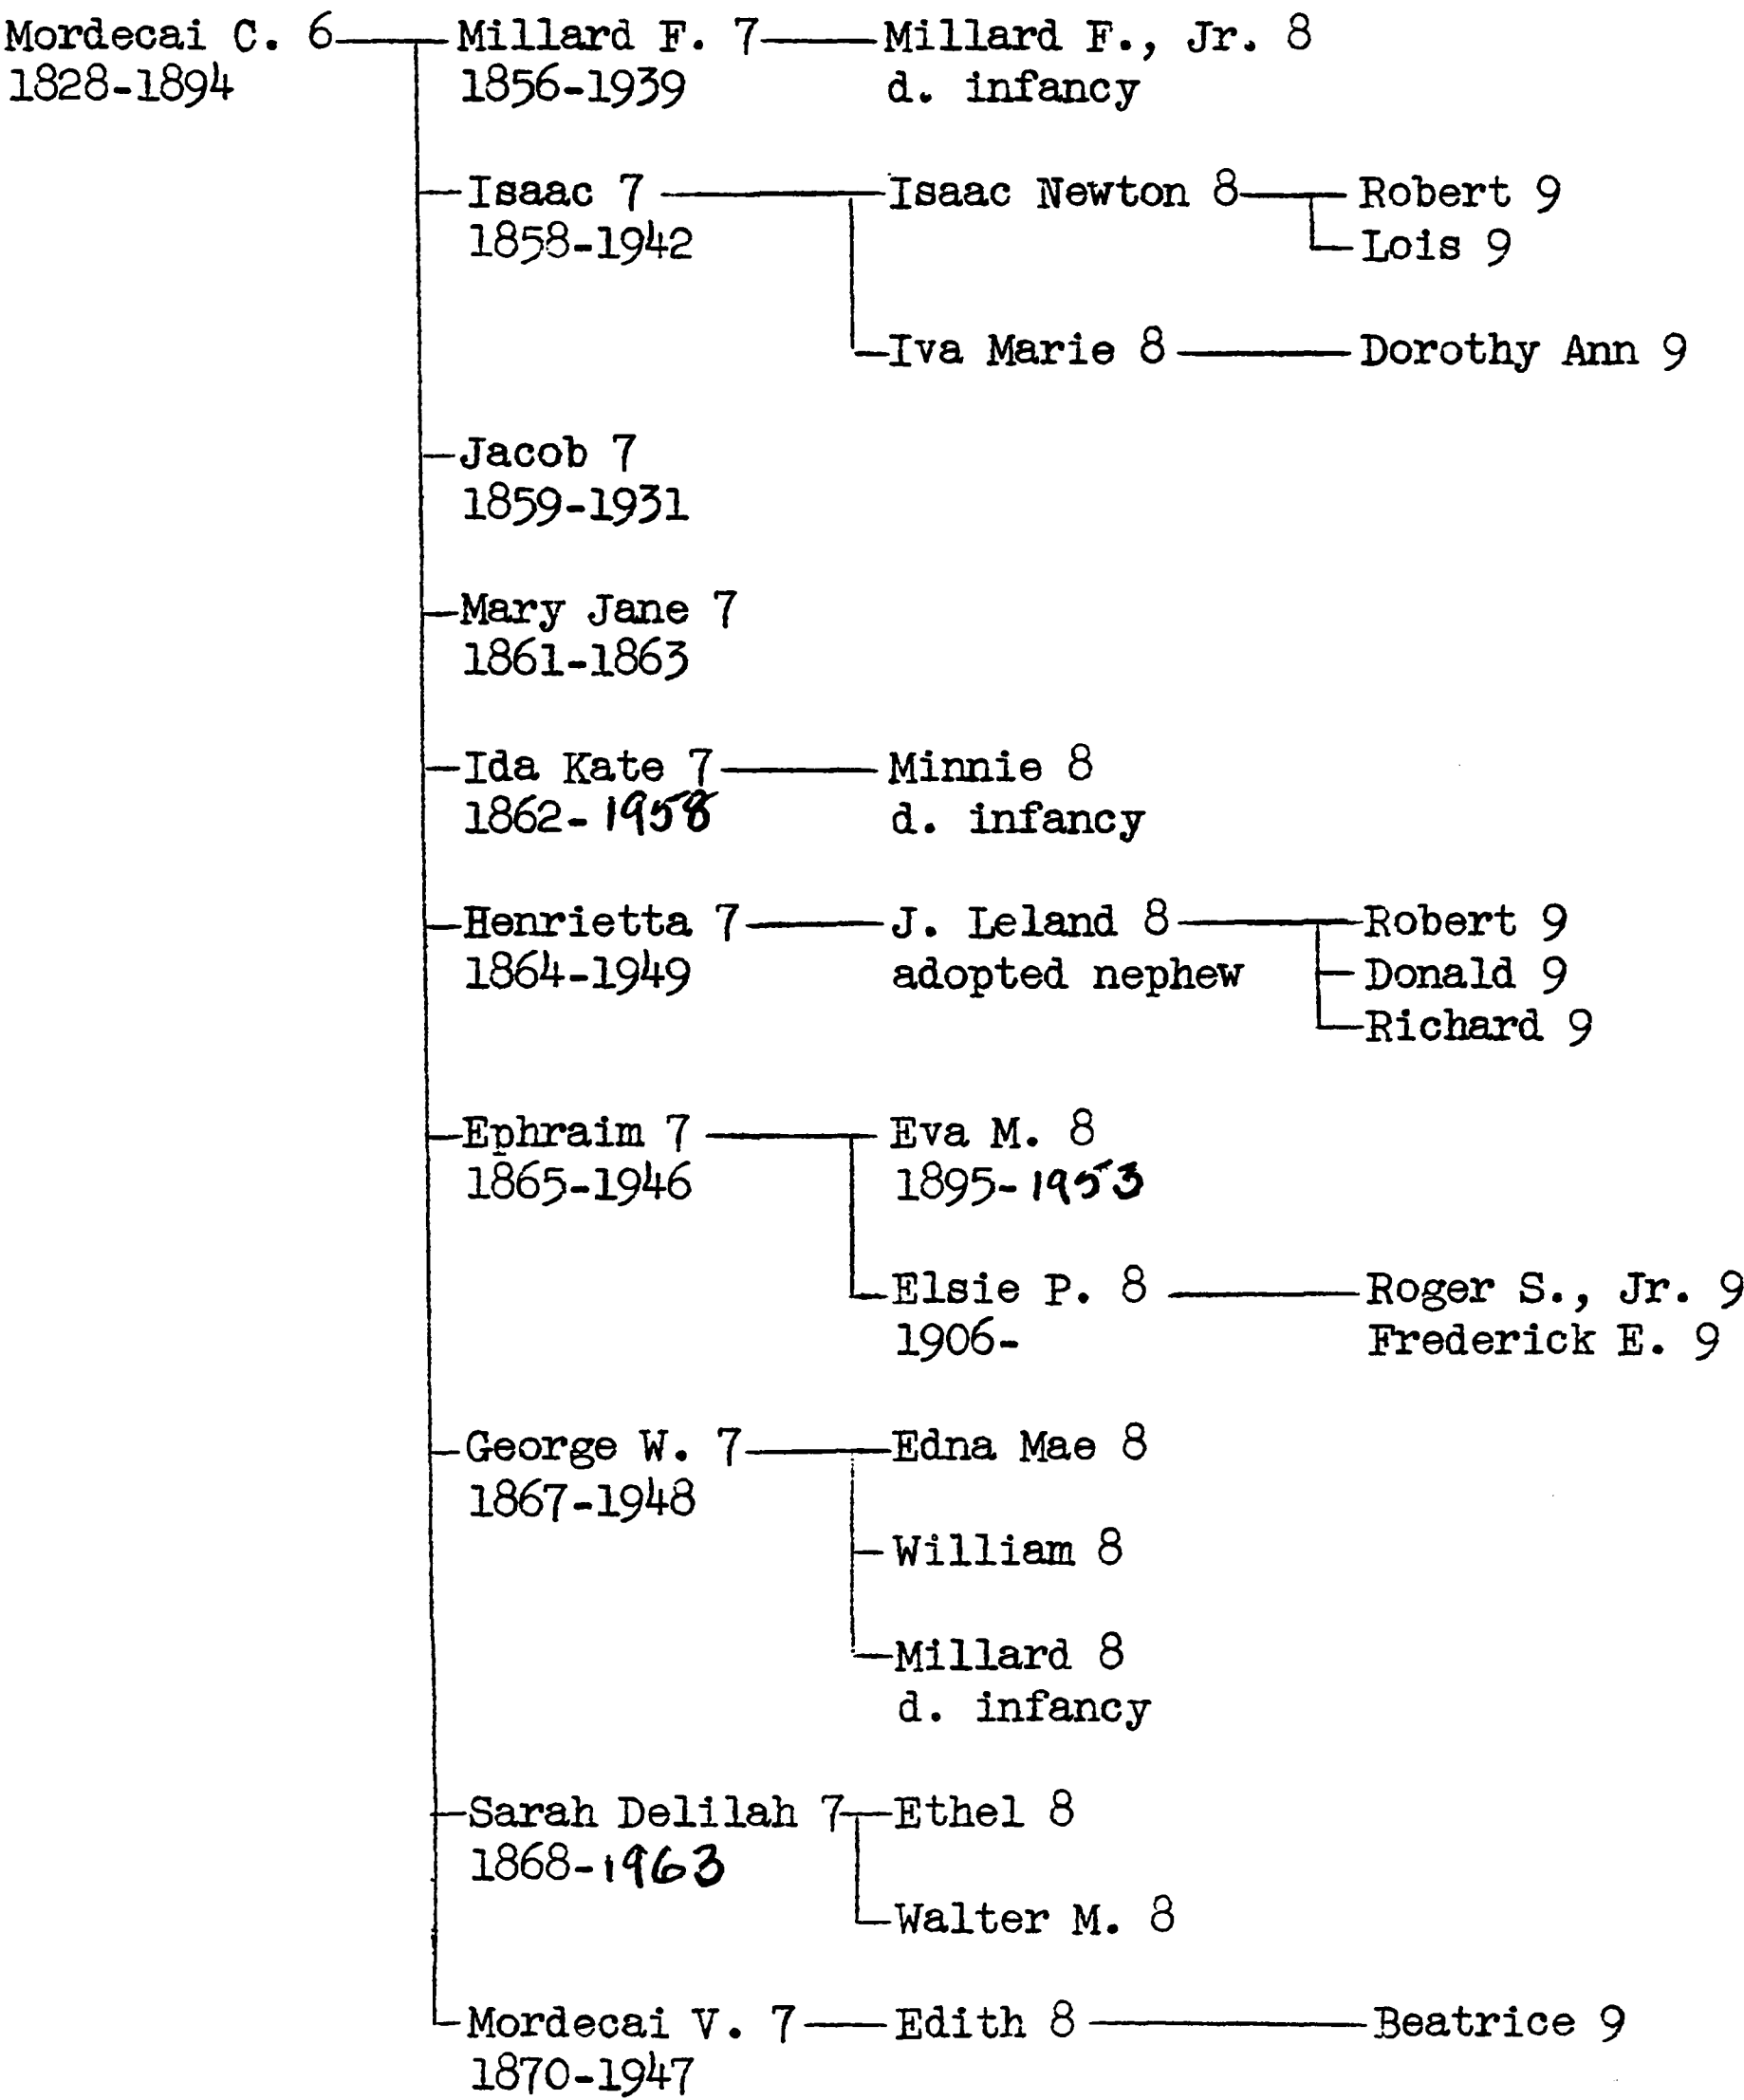 Mordecai C. 6 Millard F. 7 Millard F., Jr. 8
1828-1894 1856-1939 d. infancy
Isaac 7 Isaac Newton 8 Robert 9
1858-1942 Lois 9
Iva Marie 8 Dorothy Ann 9
Jacob 7
1859-1931
Mary Jane 7
1861-1863
Ida Kate 7 Minnie 8
1862-1958 d. infancy
Henrietta 7 J. Leland 8 Robert 9
1864-1949 adopted nephew Donald 9
Richard 9
Ephraim 7 Eva M. 8
1865-1946 1895-1953
Elsie P. 8 Roger S., Jr. 9
1906- Frederick E. 9
George W. 7 Edna Mae 8
1867-1948
William 8
Millard 8
d. infancy
Sarah Delilah 7 Ethel 8
1868-1963
Walter M. 8
Mordecai V. 7 Edith 8 Beatrice 9
1870-1947